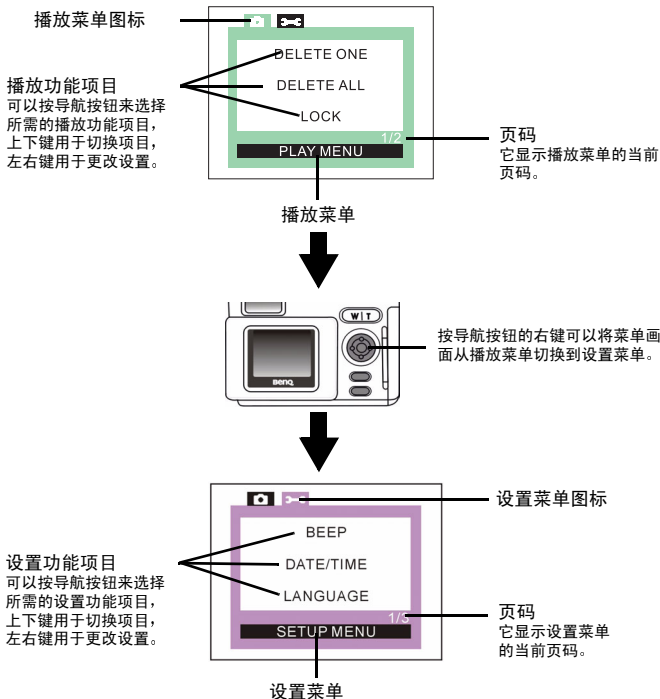 播放菜单图标
DELETE ONE
DELETE ALL
LOCK
1/2
PLAY MENU
播放功能项目
可以按导航按钮来选择
所需的播放功能项目，
上下键用于切换项目，
左右键用于更改设置。
页码
它显示播放菜单的当前
页码。
播放菜单
W T
BenQ
按导航按钮的右键可以将菜单画
面从播放菜单切换到设置菜单。
设置菜单图标
BEEP
DATE/TIME
LANGUAGE
1/3
SETUP MENU
设置功能项目
可以按导航按钮来选择
所需的设置功能项目，
上下键用于切换项目，
左右键用于更改设置。
页码
它显示设置菜单
的当前页码。
设置菜单